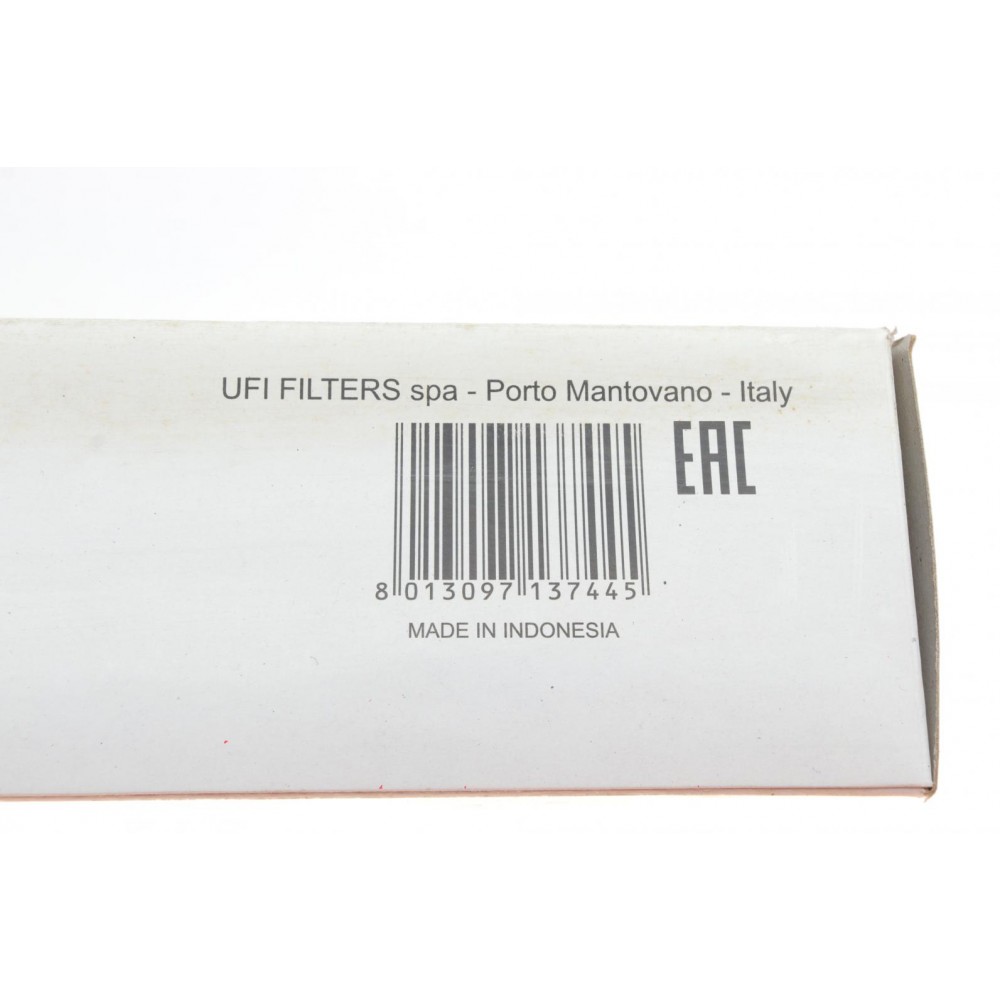 UFI FILTERS spa - Porto Mantovano - Italy
EAC
8 013097 137445
MADE IN INDONESIA